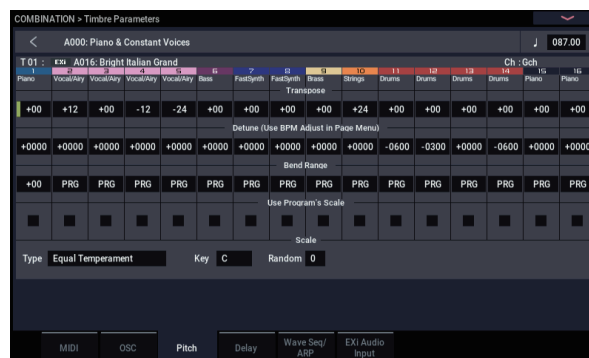 COMBINATION > Timbre Parameters
A000: Piano & Constant Voices ♩ 087.00
T 01 : EXi A016: Bright Italian Grand Ch : Gch
1 2 3 4 5 6 7 8 9 10 11 12 13 14 15 16
Piano Vocal/Airy Vocal/Airy Vocal/Airy Vocal/Airy Bass FastSynth FastSynth Brass Strings Drums Drums Drums Drums Piano Piano
Transpose
+00 +12 +00 -12 -24 +00 +00 +00 +00 +24 +00 +00 +00 +00 +00 +00
Detune (Use BPM Adjust in Page Menu)
+0000 +0000 +0000 +0000 +0000 +0000 +0000 +0000 +0000 +0000 -0600 -0300 +0000 -0600 +0000 +0000
Bend Range
+00 PRG PRG PRG PRG PRG PRG PRG PRG PRG PRG PRG PRG PRG PRG PRG
Use Program's Scale
Scale
Type Equal Temperament Key C Random 0
MIDI OSC Pitch Delay Wave Seq/ EXi Audio
ARP Input